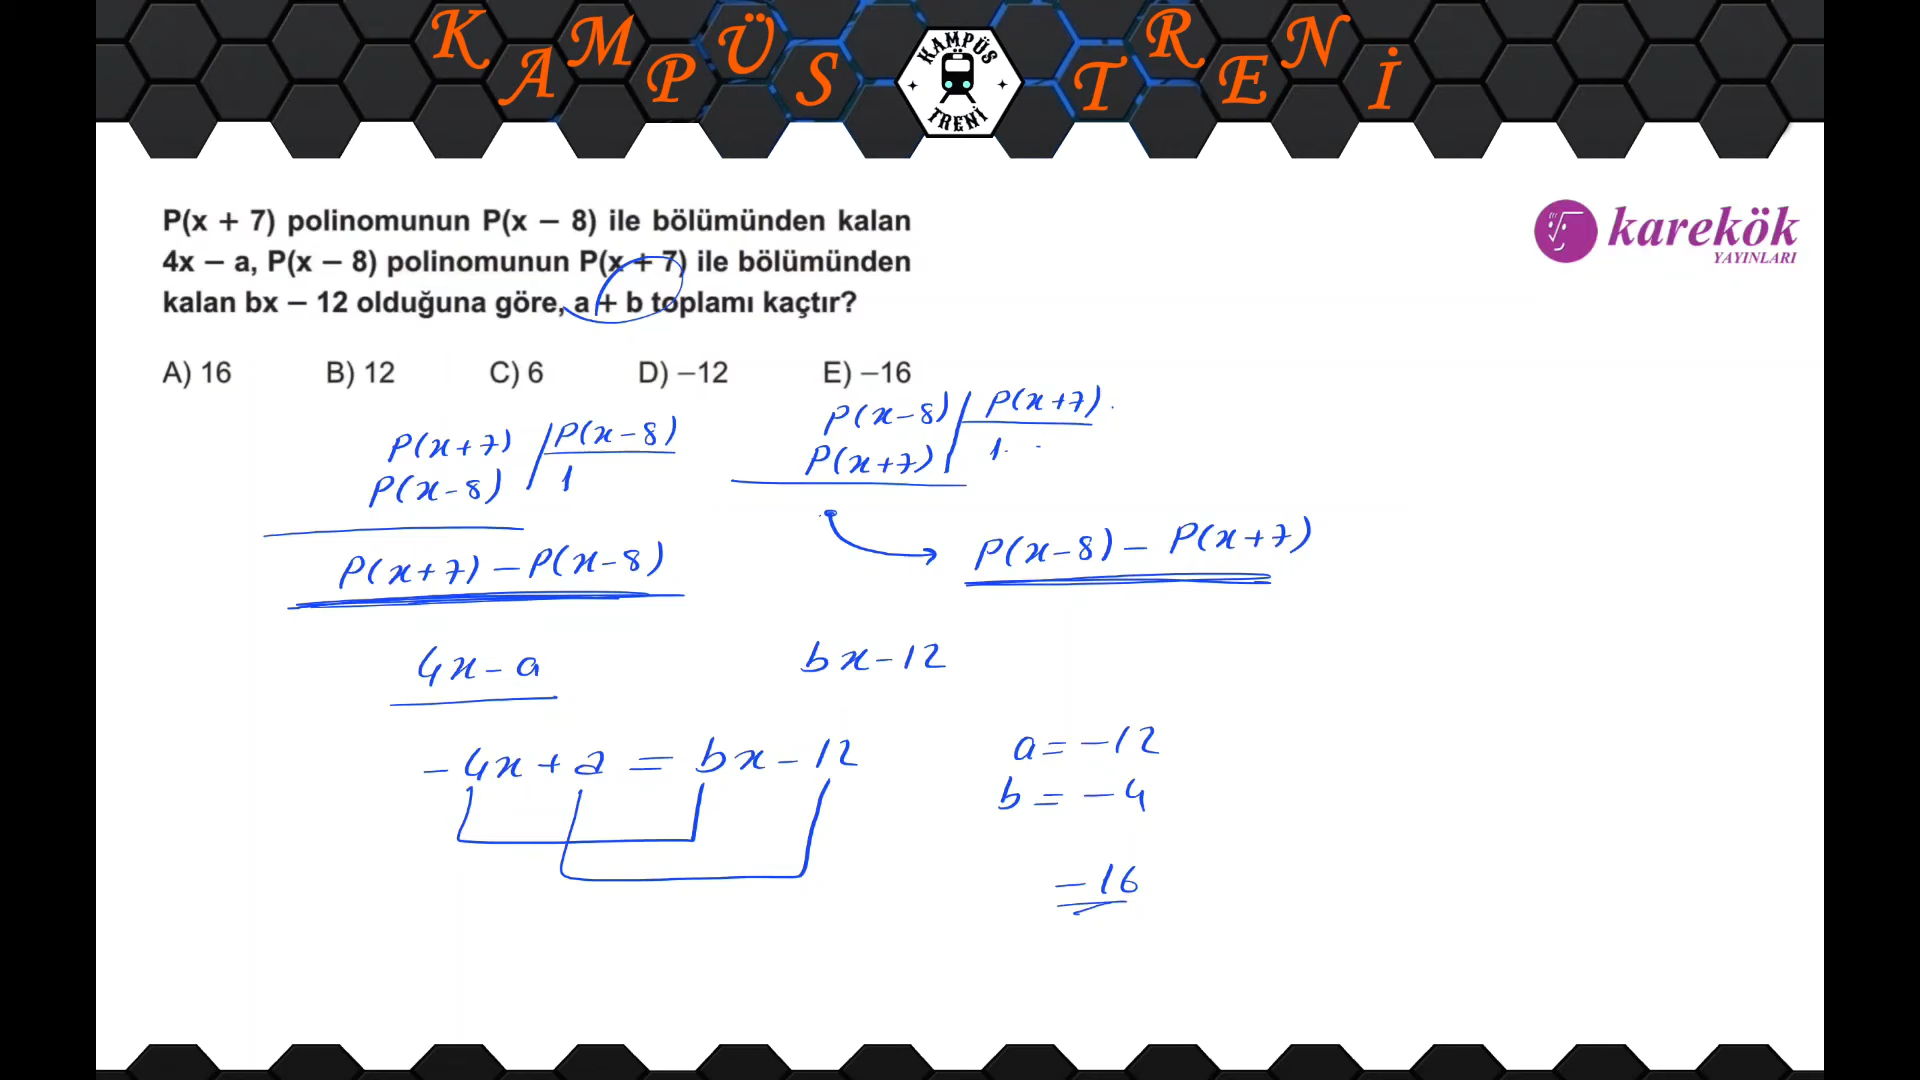 KAMPÜS TRENİ
KAMPÜS
TRENİ
karekök
YAYINLARI
P(x + 7) polinomunun P(x − 8) ile bölümünden kalan
4x − a, P(x − 8) polinomunun P(x + 7) ile bölümünden
kalan bx − 12 olduğuna göre, a + b toplamı kaçtır?
A) 16 B) 12 C) 6 D) −12 E) −16
P(x+7) P(x-8)
P(x-8) 1
P(x+7) - P(x-8)
P(x-8) P(x+7)
P(x+7) 1
P(x-8) - P(x+7)
4x - a bx - 12
-4x + a = bx - 12
a = -12
b = -4
-16